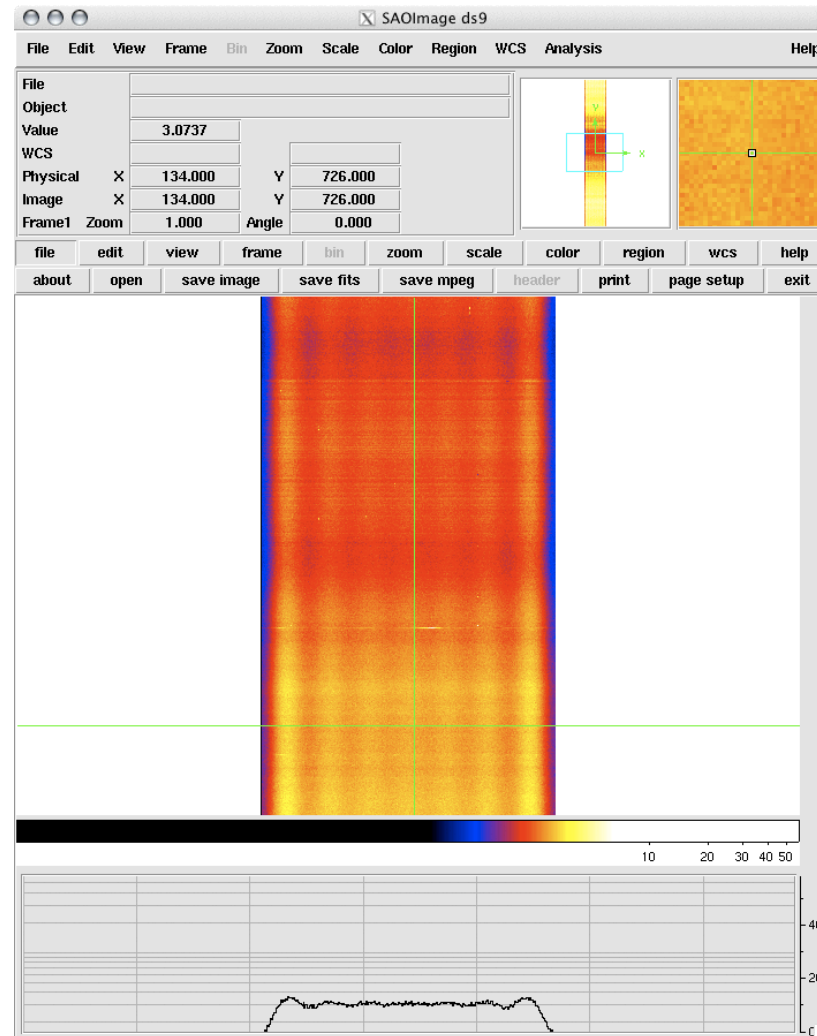 SAOImage ds9
File Edit View Frame Bin Zoom Scale Color Region WCS Analysis Help
File
Object
Value 3.0737
WCS
Physical X 134.000 Y 726.000
Image X 134.000 Y 726.000
Frame1 Zoom 1.000 Angle 0.000
Y
X
file edit view frame bin zoom scale color region wcs help
about open save image save fits save mpeg header print page setup exit
10 20 30 40 50
40
20
0